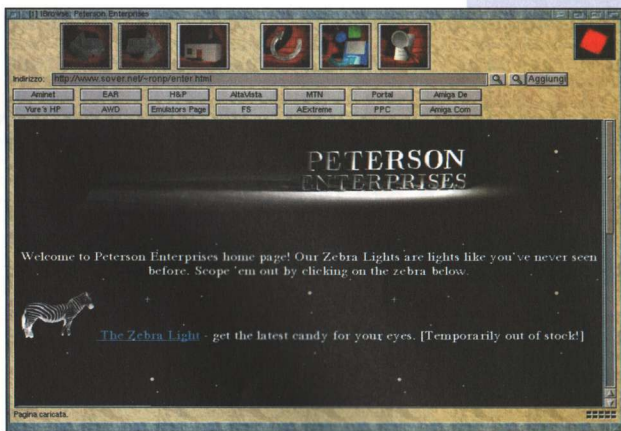 [1] IBrowse: Peterson Enterprises
Indirizzo: http://www.sover.net/~ronp/enter.html Aggiungi
Aminet EAR H&P AltaVista MTN Portal Amiga De
Yure's HP AWD Emulators Page FS AExtreme PPC Amiga Com
PETERSON
ENTERPRISES
Welcome to Peterson Enterprises home page! Our Zebra Lights are lights like you've never seen
before. Scope 'em out by clicking on the zebra below.
The Zebra Light - get the latest candy for your eyes. [Temporarily out of stock!]
Pagina caricata.